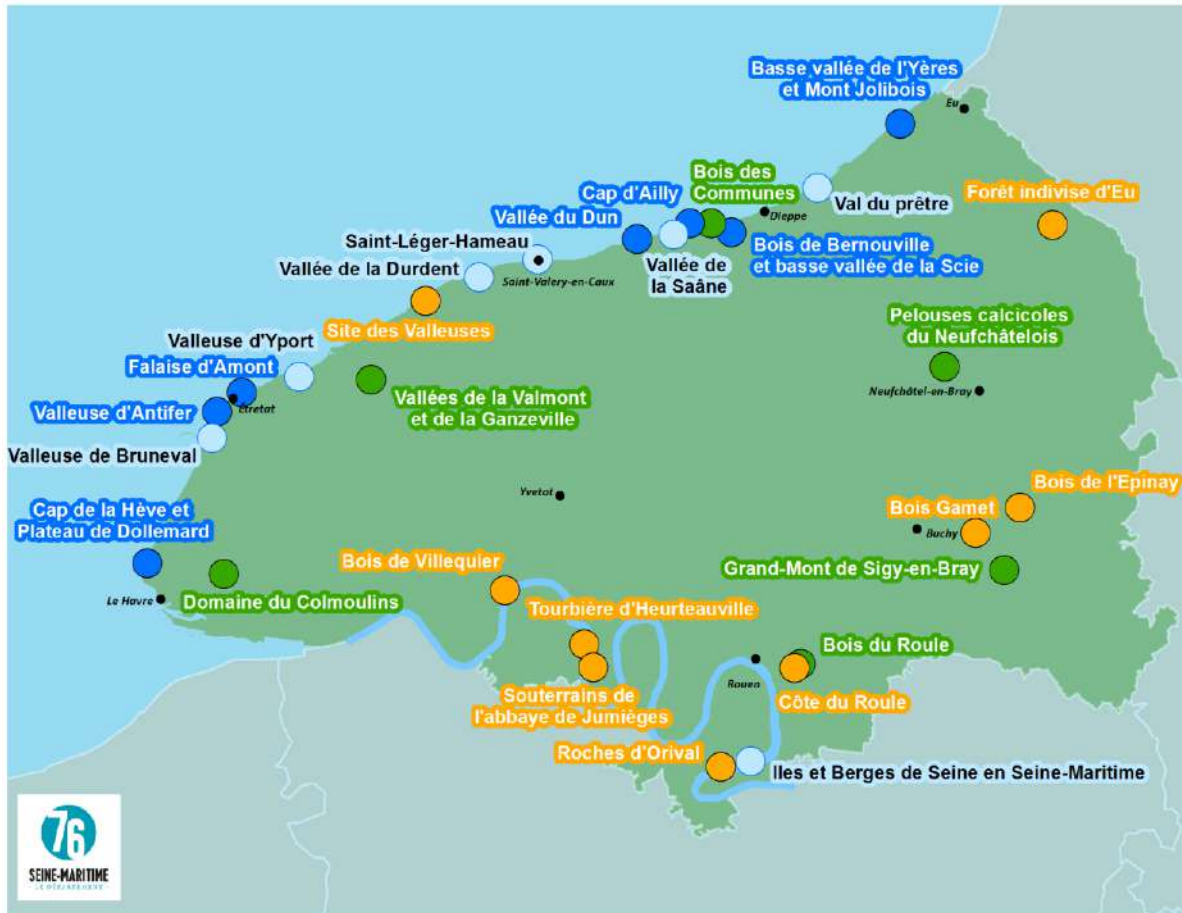 Basse vallée de l'Yères
et Mont Jolibois
Eu
Bois des
Communes
Cap d'Ailly
Forêt indivise d'Eu
Val du prêtre
Dieppe
Vallée du Dun
Saint-Léger-Hameau
Bois de Bernouville
et basse vallée de la Scie
Vallée de
la Saâne
Vallée de la Durdent
Saint-Valery-en-Caux
Site des Valleuses
Pelouses calcicoles
du Neufchâtelois
Valleuse d'Yport
Falaise d'Amont
Neufchâtel-en-Bray
Vallées de la Valmont
et de la Ganzeville
Étretat
Valleuse d'Antifer
Valleuse de Bruneval
Yvetot
Bois de l'Epinay
Bois Gamet
Buchy
Cap de la Hève et
Plateau de Dollemard
Bois de Villequier
Grand-Mont de Sigy-en-Bray
Le Havre
Domaine du Colmoulins
Tourbière d'Heurteauville
Bois du Roule
Rouen
Souterrains de
l'abbaye de Jumièges
Côte du Roule
Roches d'Orival
Iles et Berges de Seine en Seine-Maritime
76
SEINE-MARITIME
LE DÉPARTEMENT